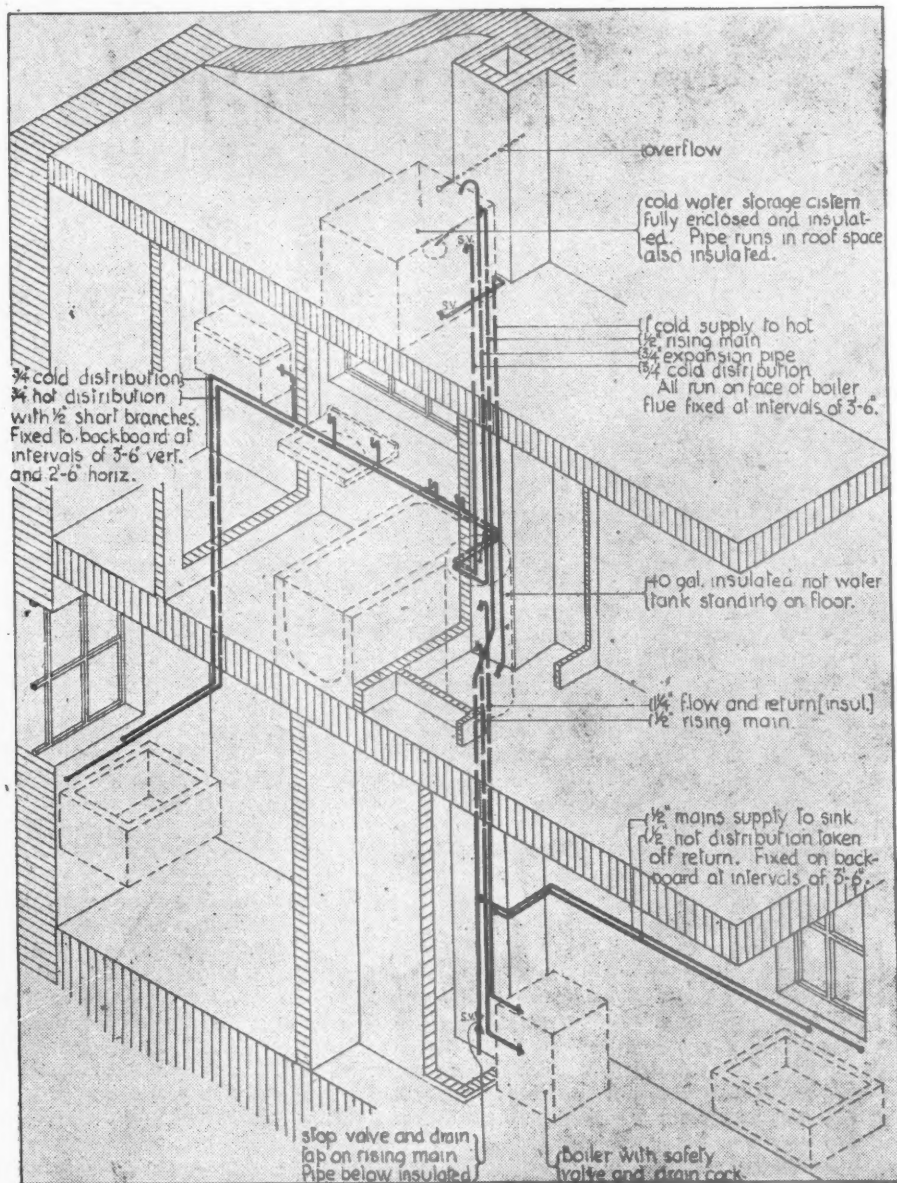 overflow
cold water storage cistern
fully enclosed and insulat-
-ed. Pipe runs in roof space
also insulated.
s.v.
s.v.
1" cold supply to hot
½" rising main
¾" expansion pipe
¾" cold distribution
All run on face of boiler
flue fixed at intervals of 3'-6".
¾" cold distribution
¾" hot distribution
with ½" short branches.
Fixed to backboard at
intervals of 3'-6" vert.
and 2'-6" horiz.
40 gal. insulated hot water
tank standing on floor.
1¼" flow and return [insul.]
½" rising main.
½" mains supply to sink
½" hot distribution taken
off return. Fixed on back-
board at intervals of 3'-6".
s.v.
stop valve and drain
tap on rising main
Pipe below insulated
Boiler with safety
valve and drain cock.